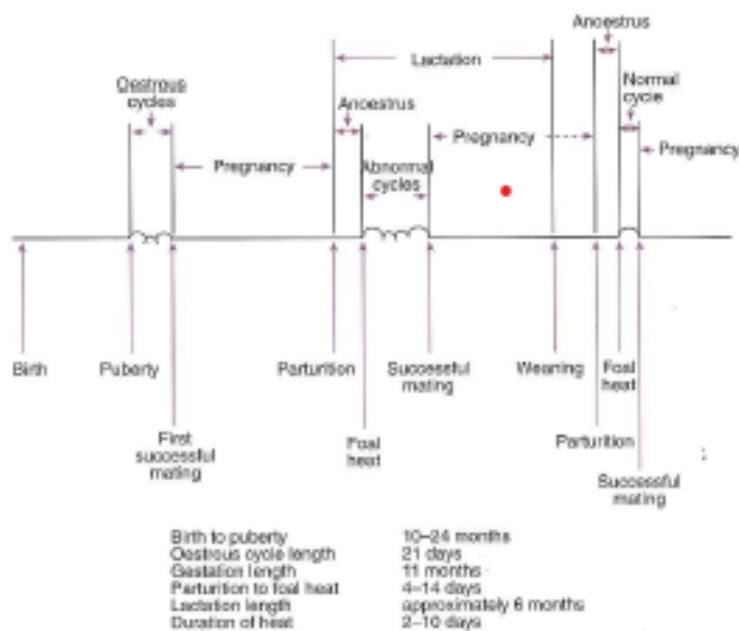 Anoestrus
Lactation
Oestrous
cycles
Normal
cycle
Anoestrus
Pregnancy
Pregnancy
Abnormal
cycles
Pregnancy
Birth
Puberty
Parturition
Successful
mating
Weaning
Foal
heat
First
successful
mating
Foal
heat
Parturition
Successful
mating
Birth to puberty 10–24 months
Oestrous cycle length 21 days
Gestation length 11 months
Parturition to foal heat 4–14 days
Lactation length approximately 6 months
Duration of heat 2–10 days